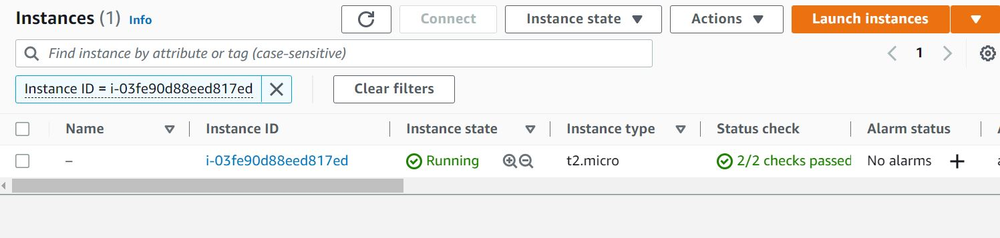 Instances (1) Info Connect Instance state Actions Launch instances
Find instance by attribute or tag (case-sensitive) 1
Instance ID = i-03fe90d88eed817ed Clear filters
Name Instance ID Instance state Instance type Status check Alarm status
– i-03fe90d88eed817ed Running t2.micro 2/2 checks passed No alarms